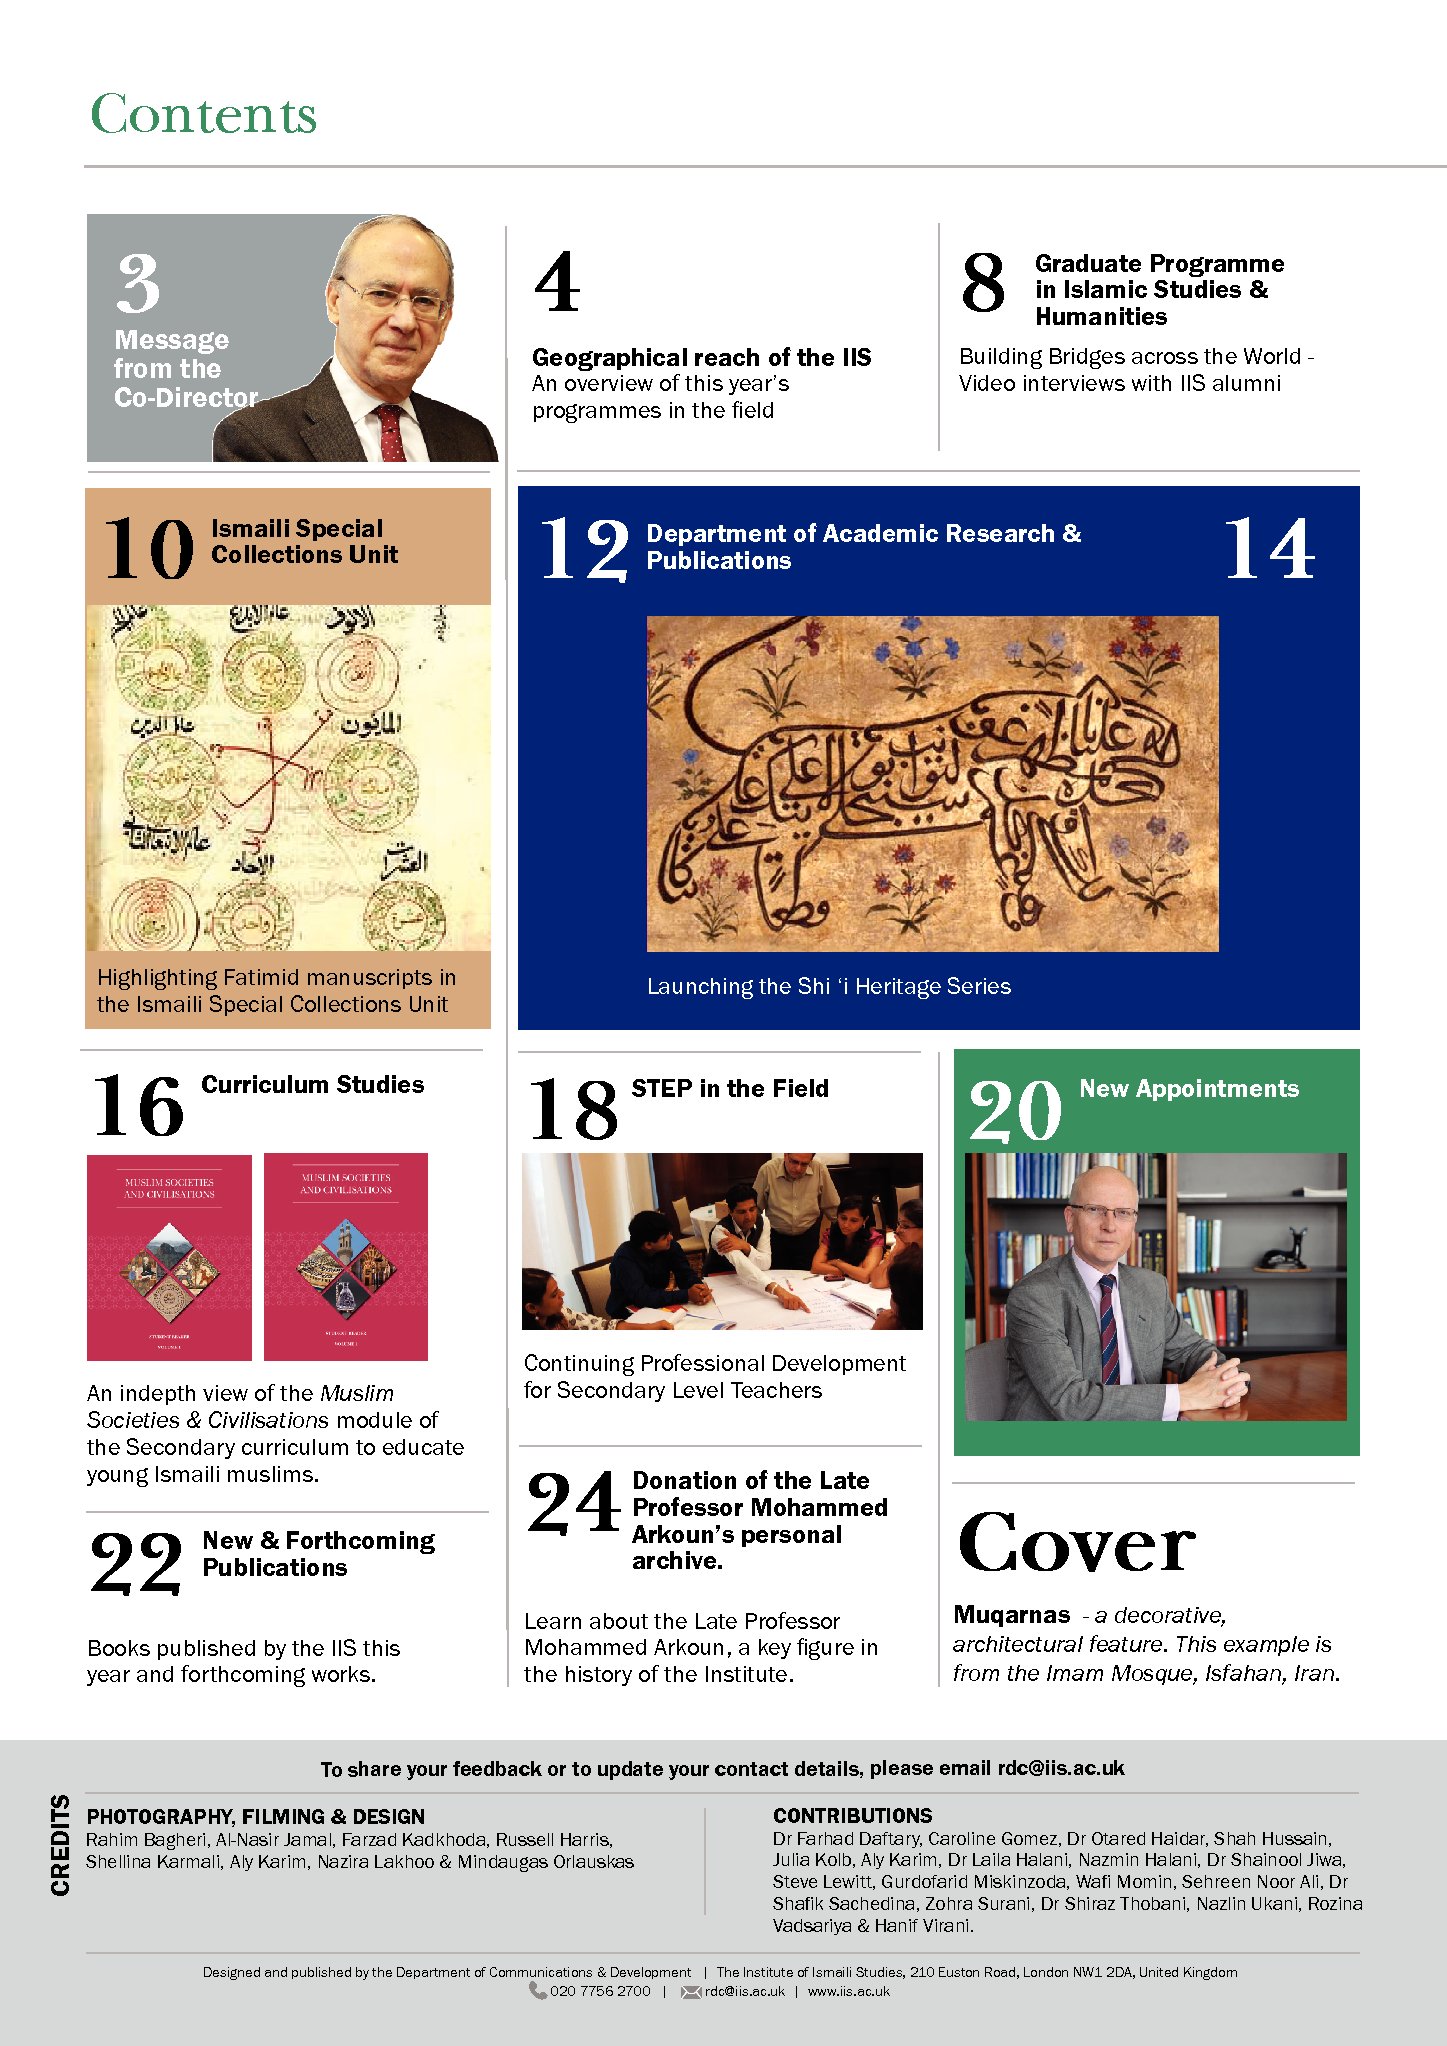 Contents
3
Message
from the
Co-Director
4
Geographical reach of the IIS
An overview of this year's
programmes in the field
8
Graduate Programme
in Islamic Studies &
Humanities
Building Bridges across the World -
Video interviews with IIS alumni
10
Ismaili Special
Collections Unit
عالم الدين
المأذون
الاحاد
العشرات
Highlighting Fatimid manuscripts in
the Ismaili Special Collections Unit
12
Department of Academic Research &
Publications
14
Launching the Shi ‘i Heritage Series
16
Curriculum Studies
MUSLIM SOCIETIES
AND CIVILISATIONS
STUDENT READER
VOLUME 1
MUSLIM SOCIETIES
AND CIVILISATIONS
STUDENT READER
VOLUME 1
An indepth view of the Muslim
Societies & Civilisations module of
the Secondary curriculum to educate
young Ismaili muslims.
18
STEP in the Field
Continuing Professional Development
for Secondary Level Teachers
20
New Appointments
22
New & Forthcoming
Publications
Books published by the IIS this
year and forthcoming works.
24
Donation of the Late
Professor Mohammed
Arkoun’s personal
archive.
Learn about the Late Professor
Mohammed Arkoun, a key figure in
the history of the Institute.
Cover
Muqarnas - a decorative,
architectural feature. This example is
from the Imam Mosque, Isfahan, Iran.
To share your feedback or to update your contact details, please email rdc@iis.ac.uk
CREDITS
PHOTOGRAPHY, FILMING & DESIGN
Rahim Bagheri, Al-Nasir Jamal, Farzad Kadkhoda, Russell Harris,
Shellina Karmali, Aly Karim, Nazira Lakhoo & Mindaugas Orlauskas
CONTRIBUTIONS
Dr Farhad Daftary, Caroline Gomez, Dr Otared Haidar, Shah Hussain,
Julia Kolb, Aly Karim, Dr Laila Halani, Nazmin Halani, Dr Shainool Jiwa,
Steve Lewitt, Gurdofarid Miskinzoda, Wafi Momin, Sehreen Noor Ali, Dr
Shafik Sachedina, Zohra Surani, Dr Shiraz Thobani, Nazlin Ukani, Rozina
Vadsariya & Hanif Virani.
Designed and published by the Department of Communications & Development | The Institute of Ismaili Studies, 210 Euston Road, London NW1 2DA, United Kingdom
020 7756 2700 | rdc@iis.ac.uk | www.iis.ac.uk